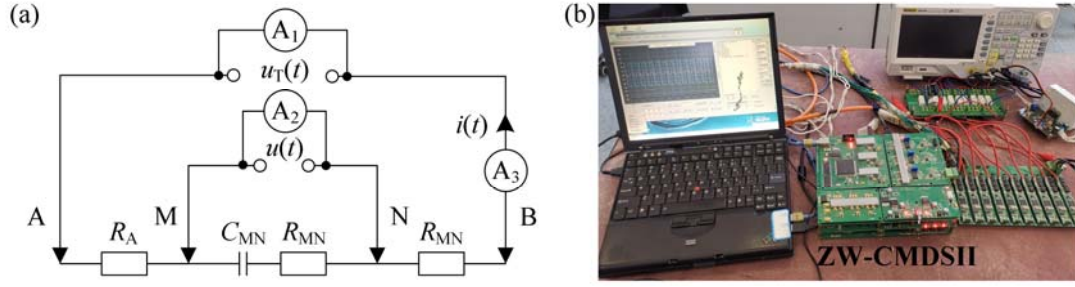 (a)
A1
uT(t)
A2
u(t)
i(t)
A3
A
M
N
B
RA
CMN
RMN
RMN
(b)
ZW-CMDSII